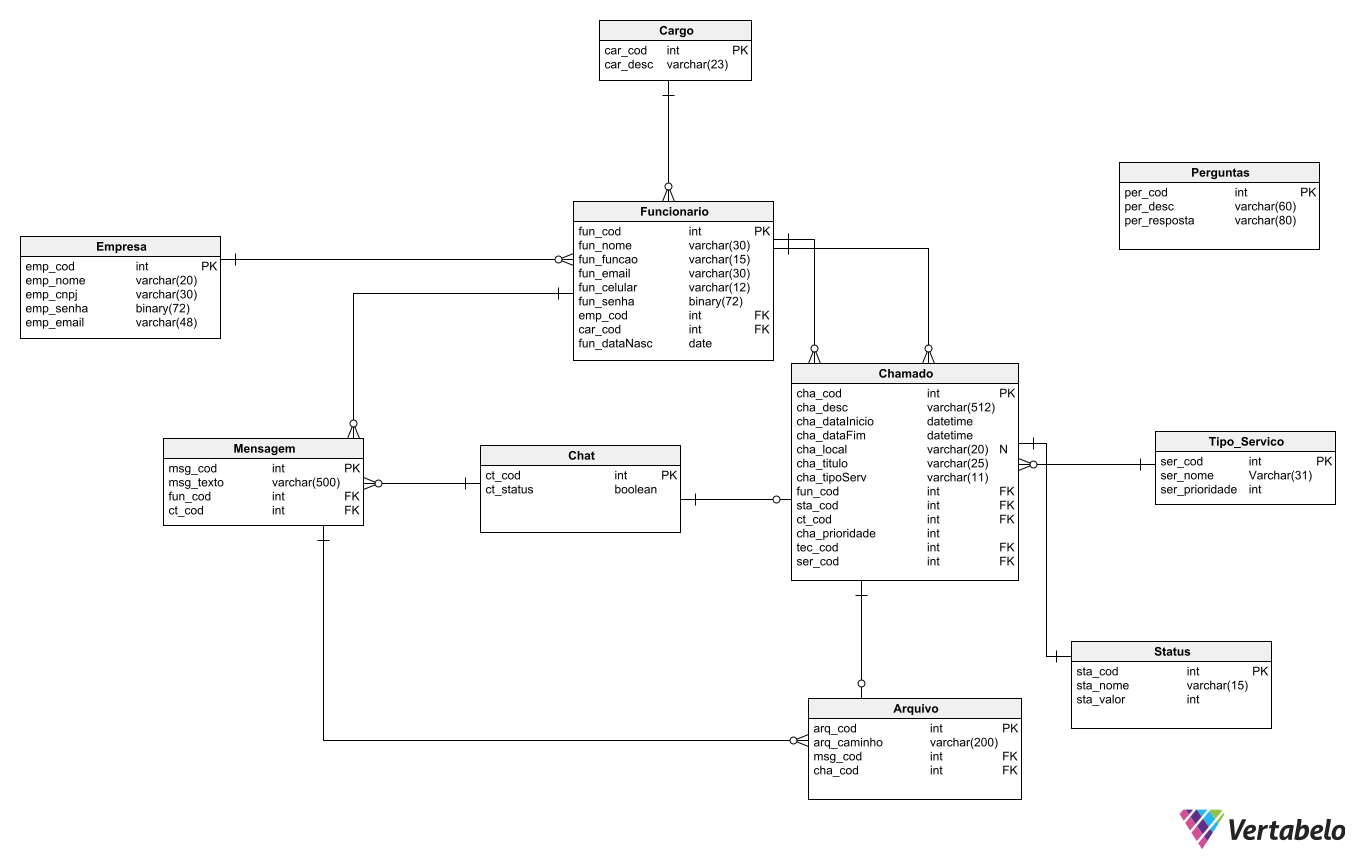 Cargo
car_cod int PK
car_desc varchar(23)
Perguntas
per_cod int PK
per_desc varchar(60)
per_resposta varchar(80)
Funcionario
fun_cod int PK
fun_nome varchar(30)
fun_funcao varchar(15)
fun_email varchar(30)
fun_celular varchar(12)
fun_senha binary(72)
emp_cod int FK
car_cod int FK
fun_dataNasc date
Empresa
emp_cod int PK
emp_nome varchar(20)
emp_cnpj varchar(30)
emp_senha binary(72)
emp_email varchar(48)
Chamado
cha_cod int PK
cha_desc varchar(512)
cha_dataInicio datetime
cha_dataFim datetime
cha_local varchar(20) N
cha_titulo varchar(25)
cha_tipoServ varchar(11)
fun_cod int FK
sta_cod int FK
ct_cod int FK
cha_prioridade int
tec_cod int FK
ser_cod int FK
Mensagem
msg_cod int PK
msg_texto varchar(500)
fun_cod int FK
ct_cod int FK
Chat
ct_cod int PK
ct_status boolean
Tipo_Servico
ser_cod int PK
ser_nome Varchar(31)
ser_prioridade int
Status
sta_cod int PK
sta_nome varchar(15)
sta_valor int
Arquivo
arq_cod int PK
arq_caminho varchar(200)
msg_cod int FK
cha_cod int FK
Vertabelo